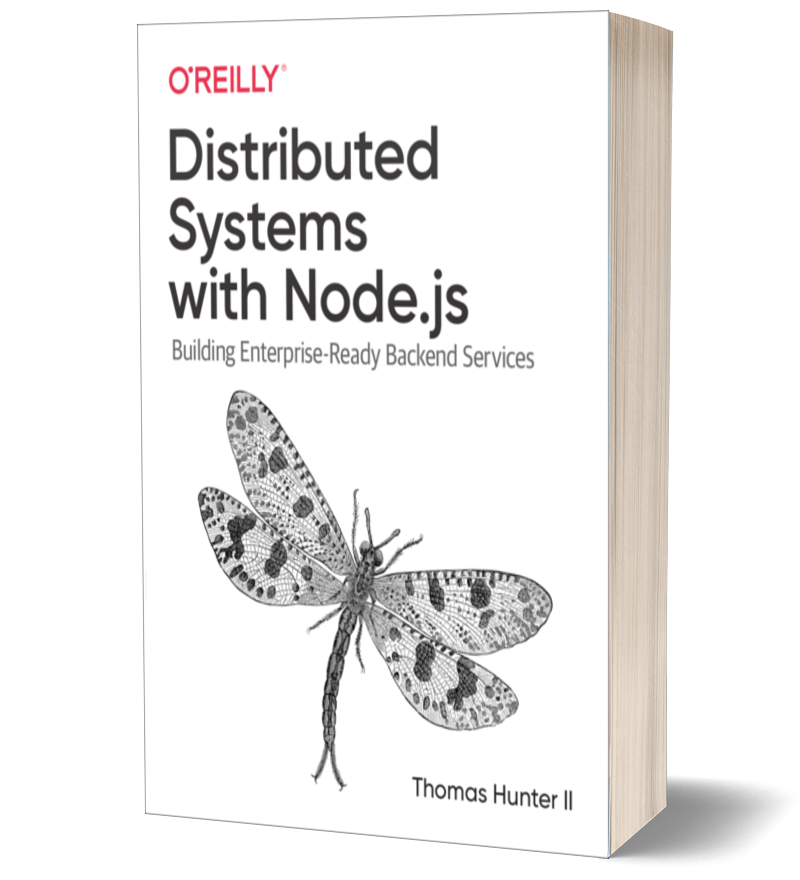 O'REILLY®
Distributed
Systems
with Node.js
Building Enterprise-Ready Backend Services
Thomas Hunter II